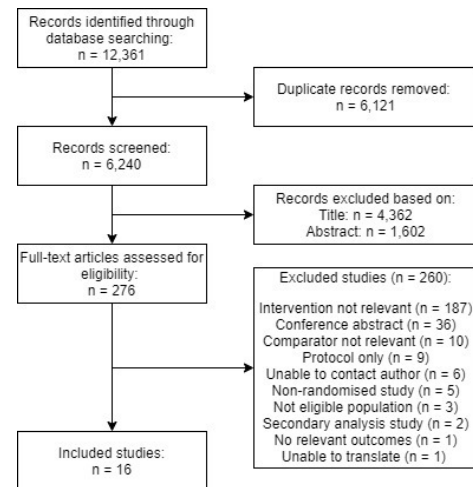 Records identified through
database searching:
n = 12,361
Duplicate records removed:
n = 6,121
Records screened:
n = 6,240
Records excluded based on:
Title: n = 4,362
Abstract: n = 1,602
Full-text articles assessed for
eligibility:
n = 276
Excluded studies (n = 260):
Intervention not relevant (n = 187)
Conference abstract (n = 36)
Comparator not relevant (n = 10)
Protocol only (n = 9)
Unable to contact author (n = 6)
Non-randomised study (n = 5)
Not eligible population (n = 3)
Secondary analysis study (n = 2)
No relevant outcomes (n = 1)
Unable to translate (n = 1)
Included studies:
n = 16